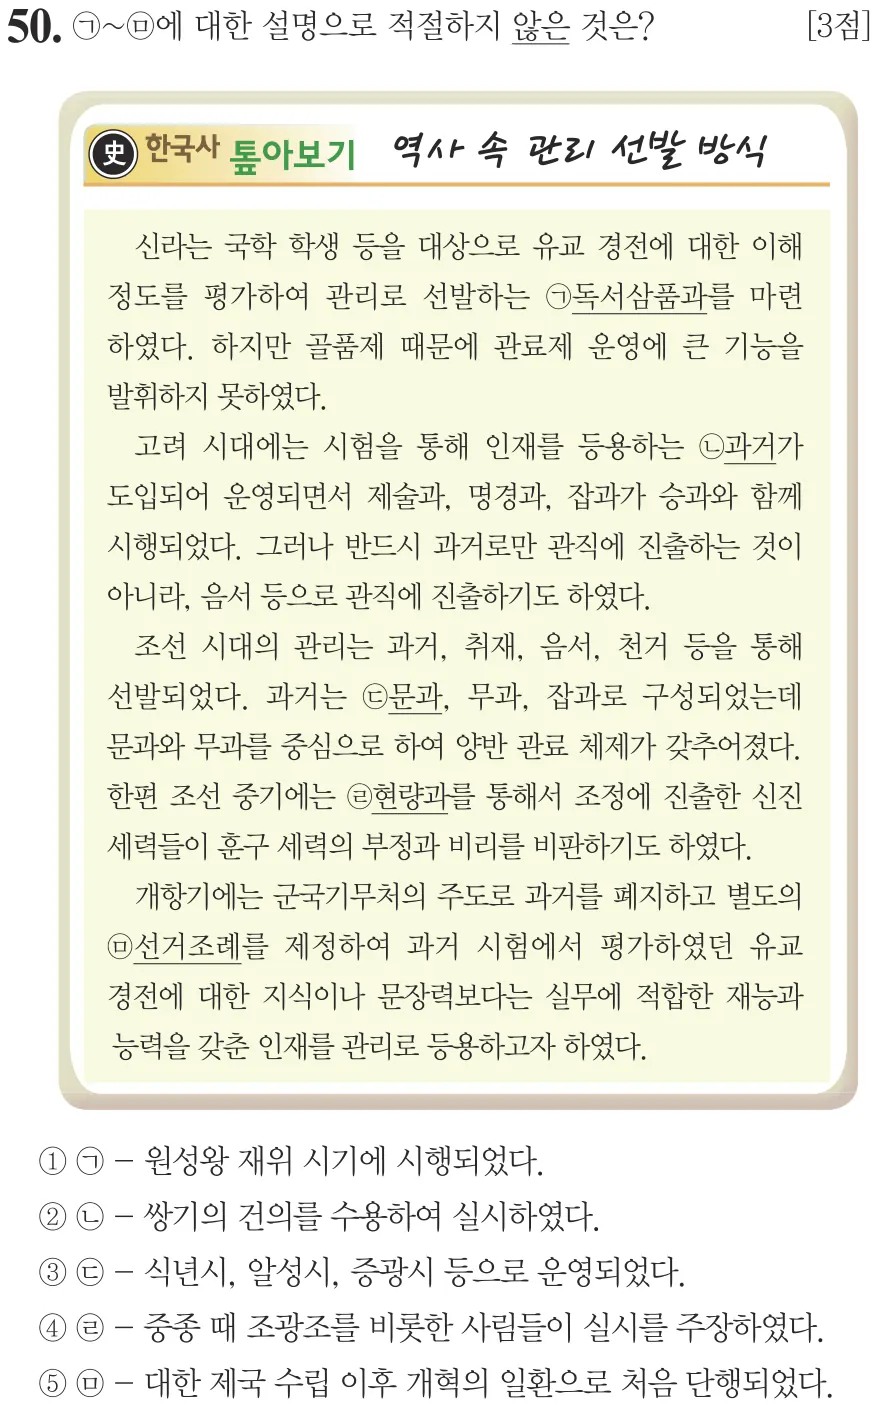 50. ㉠~㉤에 대한 설명으로 적절하지 않은 것은? [3점]
史 한국사 톺아보기 역사 속 관리 선발 방식
신라는 국학 학생 등을 대상으로 유교 경전에 대한 이해
정도를 평가하여 관리로 선발하는 ㉠독서삼품과를 마련
하였다. 하지만 골품제 때문에 관료제 운영에 큰 기능을
발휘하지 못하였다.
고려 시대에는 시험을 통해 인재를 등용하는 ㉡과거가
도입되어 운영되면서 제술과, 명경과, 잡과가 승과와 함께
시행되었다. 그러나 반드시 과거로만 관직에 진출하는 것이
아니라, 음서 등으로 관직에 진출하기도 하였다.
조선 시대의 관리는 과거, 취재, 음서, 천거 등을 통해
선발되었다. 과거는 ㉢문과, 무과, 잡과로 구성되었는데
문과와 무과를 중심으로 하여 양반 관료 체제가 갖추어졌다.
한편 조선 중기에는 ㉣현량과를 통해서 조정에 진출한 신진
세력들이 훈구 세력의 부정과 비리를 비판하기도 하였다.
개항기에는 군국기무처의 주도로 과거를 폐지하고 별도의
㉤선거조례를 제정하여 과거 시험에서 평가하였던 유교
경전에 대한 지식이나 문장력보다는 실무에 적합한 재능과
능력을 갖춘 인재를 관리로 등용하고자 하였다.
① ㉠ - 원성왕 재위 시기에 시행되었다.
② ㉡ - 쌍기의 건의를 수용하여 실시하였다.
③ ㉢ - 식년시, 알성시, 증광시 등으로 운영되었다.
④ ㉣ - 중종 때 조광조를 비롯한 사림들이 실시를 주장하였다.
⑤ ㉤ - 대한 제국 수립 이후 개혁의 일환으로 처음 단행되었다.